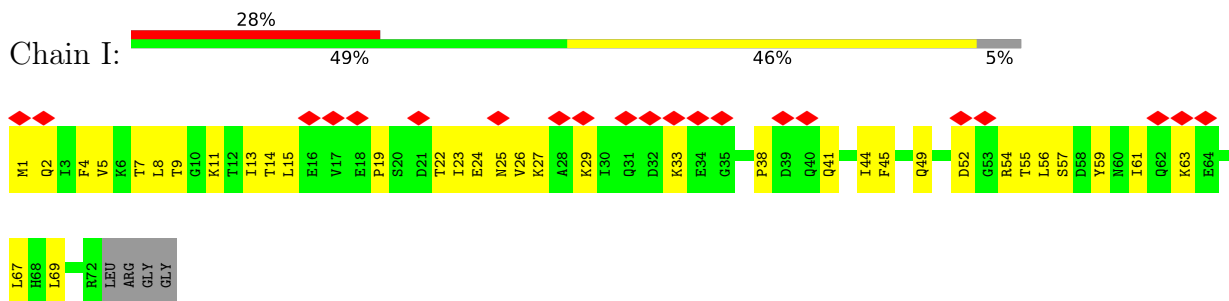 28%
Chain I:
49% 46% 5%
M1 Q2 I3 F4 V5 K6 T7 L8 T9 G10 K11 T12 I13 T14 L15 E16 V17 E18 P19 S20 D21 T22 I23 E24 N25 V26 K27 A28 K29 I30 Q31 D32 K33 E34 G35 P38 D39 Q40 Q41 I44 F45 Q49 D52 G53 R54 T55 L56 S57 D58 Y59 N60 I61 Q62 K63 E64
L67 H68 L69 R72 LEU ARG GLY GLY